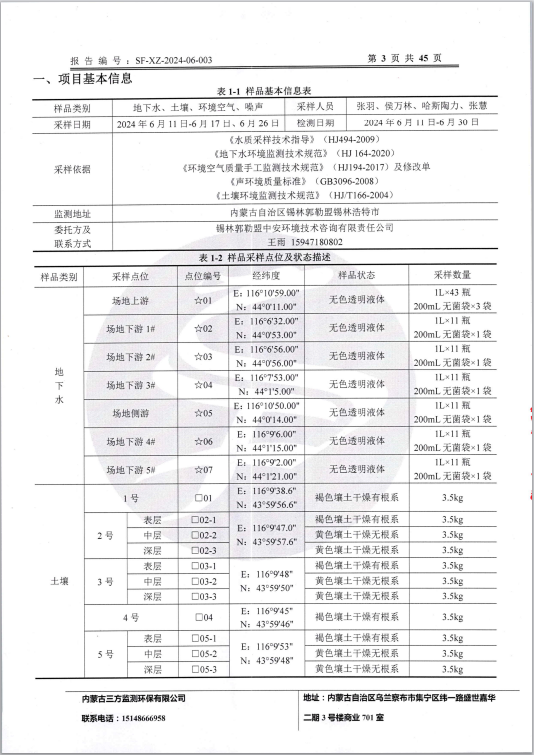 报 告 编 号 ： SF-XZ-2024-06-003 第 3 页 共 45 页
一、项目基本信息
表 1-1 样品基本信息表
样品类别 地下水、土壤、环境空气、噪声 采样人员 张羽、侯万林、哈斯陶力、张慧
采样日期 2024 年 6 月 11 日-6 月 17 日、6 月 26 日 检测日期 2024 年 6 月 11 日-6 月 30 日
采样依据
《水质采样技术指导》（HJ494-2009）
《地下水环境监测技术规范》（HJ 164-2020）
《环境空气质量手工监测技术规范》（HJ194-2017）及修改单
《声环境质量标准》（GB3096-2008）
《土壤环境监测技术规范》（HJ/T166-2004）
监测地址 内蒙古自治区锡林郭勒盟锡林浩特市
委托方及 锡林郭勒盟中安环境技术咨询有限责任公司
联系方式 王雨 15947180802
表 1-2 样品采样点位及状态描述
样品类别 采样点位 点位编号 经纬度 样品状态 采样数量
地下水
场地上游 ☆01 E：116°10'59.00" N：44°0'11.00" 无色透明液体 1L×43 瓶 200mL 无菌袋×3 袋
场地下游 1# ☆02 E：116°6'32.00" N：44°0'53.00" 无色透明液体 1L×11 瓶 200mL 无菌袋×1 袋
场地下游 2# ☆03 E：116°6'56.00" N：44°0'56.00" 无色透明液体 1L×11 瓶 200mL 无菌袋×1 袋
场地下游 3# ☆04 E：116°7'53.00" N：44°1'5.00" 无色透明液体 1L×11 瓶 200mL 无菌袋×1 袋
场地侧游 ☆05 E：116°10'50.00" N：44°0'14.00" 无色透明液体 1L×11 瓶 200mL 无菌袋×1 袋
场地下游 4# ☆06 E：116°9'6.00" N：44°1'15.00" 无色透明液体 1L×11 瓶 200mL 无菌袋×1 袋
场地下游 5# ☆07 E：116°9'2.00" N：44°1'21.00" 无色透明液体 1L×11 瓶 200mL 无菌袋×1 袋
土壤
1 号 □01 E：116°9'38.6" N：43°59'56.6" 褐色壤土干燥有根系 3.5kg
2 号 E：116°9'47.0" N：43°59'57.6"
表层 □02-1 褐色壤土干燥有根系 3.5kg
中层 □02-2 黄色壤土干燥无根系 3.5kg
深层 □02-3 黄色壤土干燥无根系 3.5kg
3 号 E：116°9'48" N：43°59'50"
表层 □03-1 褐色壤土干燥有根系 3.5kg
中层 □03-2 黄色壤土干燥无根系 3.5kg
深层 □03-3 黄色壤土干燥无根系 3.5kg
4 号 □04 E：116°9'45" N：43°59'46" 褐色壤土干燥有根系 3.5kg
5 号 E：116°9'53" N：43°59'48"
表层 □05-1 褐色壤土干燥有根系 3.5kg
中层 □05-2 黄色壤土干燥无根系 3.5kg
深层 □05-3 黄色壤土干燥无根系 3.5kg
内蒙古三方监测环保有限公司 地址：内蒙古自治区乌兰察布市集宁区纬一路盛世嘉华
联系电话：15148666958 二期 3 号楼商业 701 室